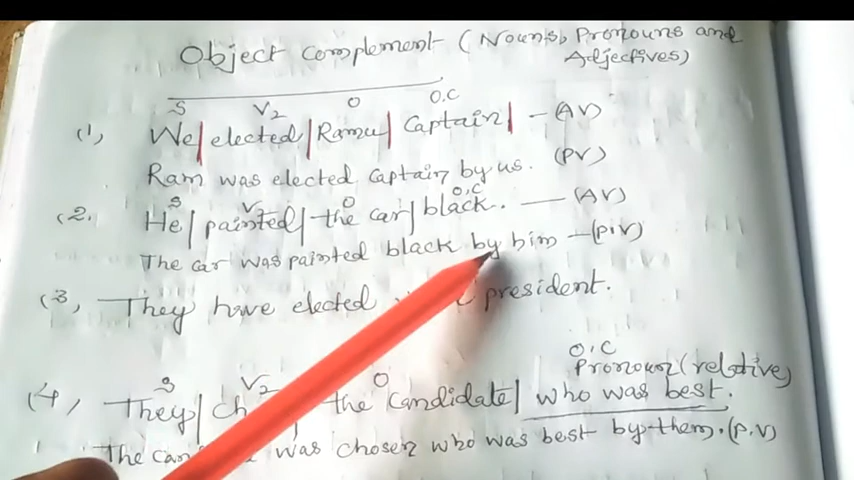 Object complement (Nouns, Pronouns and
Adjectives)
S V2 O O.C
(1, We| elected |Ramu| Captain| - (AV)
Ram was elected Captain by us. (PV)
S V2 O O.C
(2. He| painted| the car| black. — (AV)
The car was painted black by him - (P.V)
(3, They have elected president.
O.C
Pronoun (relative)
S V2 O
(4, They| the candidate| who was best.
The was chosen who was best by them. (P.V)